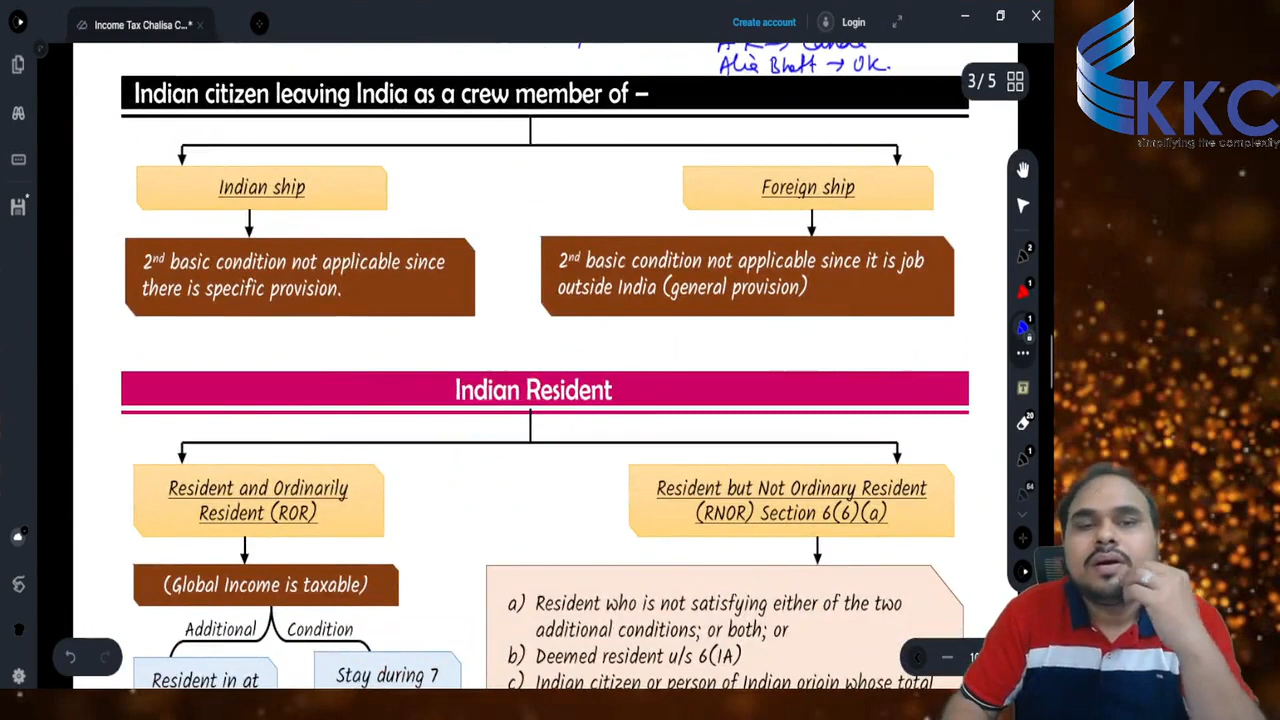 Income Tax Chalisa C...*
Create account
Login
Alia Bhatt → UK.
3 / 5
KKC
simplifying the complexity
Indian citizen leaving India as a crew member of –
Indian ship
Foreign ship
2nd basic condition not applicable since
there is specific provision.
2nd basic condition not applicable since it is job
outside India (general provision)
Indian Resident
Resident and Ordinarily
Resident (ROR)
Resident but Not Ordinary Resident
(RNOR) Section 6(6)(a)
(Global Income is taxable)
Additional Condition
Resident in at
Stay during 7
a) Resident who is not satisfying either of the two
additional conditions; or both; or
b) Deemed resident u/s 6(1A)
c) Indian citizen or person of Indian origin whose total